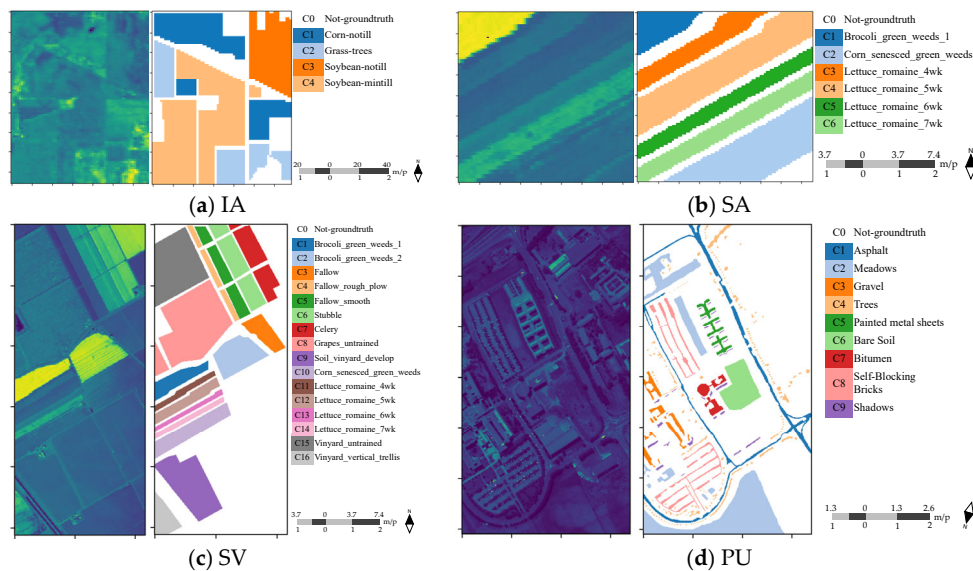 C0 Not-groundtruth
C1 Corn-notill
C2 Grass-trees
C3 Soybean-notill
C4 Soybean-mintill
20 0 20 40
1 0 1 2
m/p
N
(a) IA
C0 Not-groundtruth
C1 Brocoli_green_weeds_1
C2 Corn_senesced_green_weeds
C3 Lettuce_romaine_4wk
C4 Lettuce_romaine_5wk
C5 Lettuce_romaine_6wk
C6 Lettuce_romaine_7wk
3.7 0 3.7 7.4
1 0 1 2
m/p
N
(b) SA
C0 Not-groundtruth
C1 Brocoli_green_weeds_1
C2 Brocoli_green_weeds_2
C3 Fallow
C4 Fallow_rough_plow
C5 Fallow_smooth
C6 Stubble
C7 Celery
C8 Grapes_untrained
C9 Soil_vinyard_develop
C10 Corn_senesced_green_weeds
C11 Lettuce_romaine_4wk
C12 Lettuce_romaine_5wk
C13 Lettuce_romaine_6wk
C14 Lettuce_romaine_7wk
C15 Vinyard_untrained
C16 Vinyard_vertical_trellis
3.7 0 3.7 7.4
1 0 1 2
m/p
N
(c) SV
C0 Not-groundtruth
C1 Asphalt
C2 Meadows
C3 Gravel
C4 Trees
C5 Painted metal sheets
C6 Bare Soil
C7 Bitumen
C8 Self-Blocking
Bricks
C9 Shadows
1.3 0 1.3 2.6
1 0 1 2
m/p
N
(d) PU